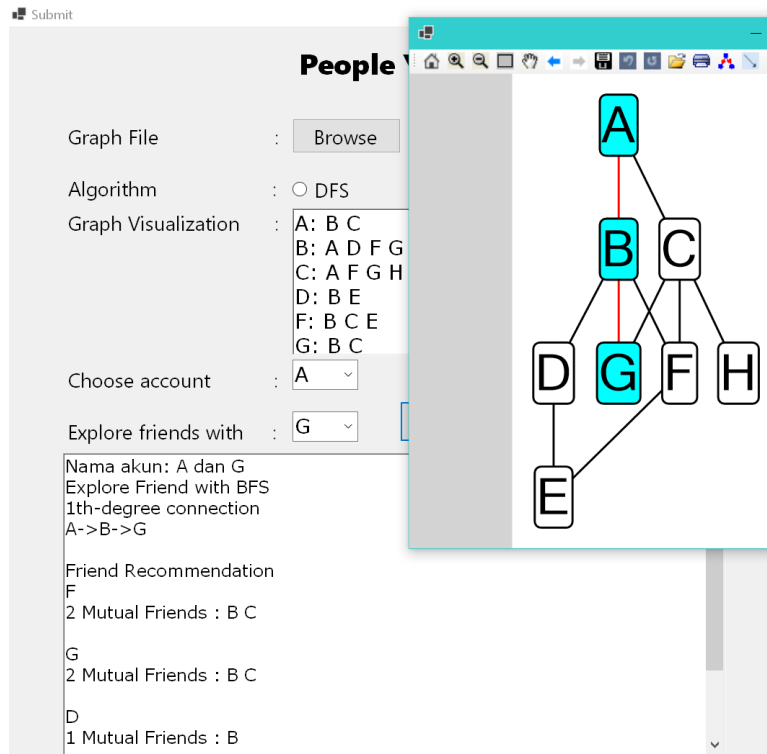 Submit
People
Graph File : Browse
Algorithm : DFS
Graph Visualization :
A: B C
B: A D F G
C: A F G H
D: B E
F: B C E
G: B C
Choose account : A
Explore friends with : G
Nama akun: A dan G
Explore Friend with BFS
1th-degree connection
A->B->G
Friend Recommendation
F
2 Mutual Friends : B C
G
2 Mutual Friends : B C
D
1 Mutual Friends : B
A
B C
D G F H
E